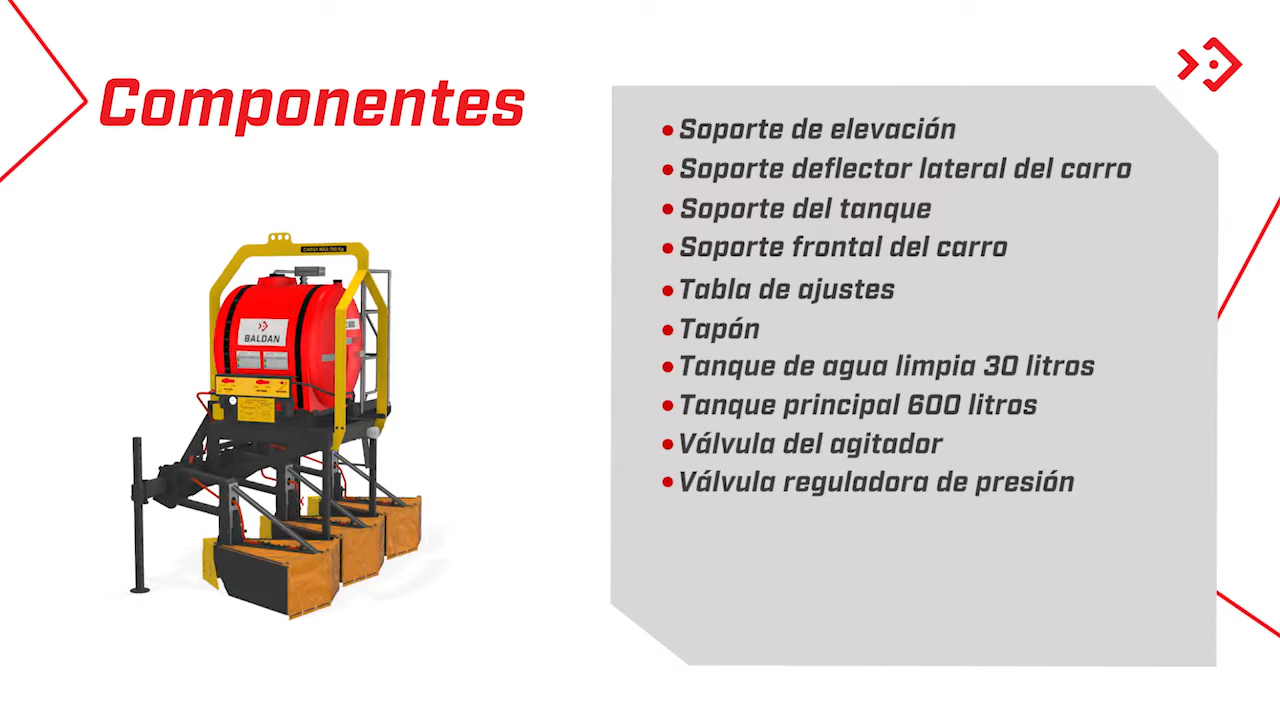 Componentes
Soporte de elevación
Soporte deflector lateral del carro
Soporte del tanque
Soporte frontal del carro
Tabla de ajustes
Tapón
Tanque de agua limpia 30 litros
Tanque principal 600 litros
Válvula del agitador
Válvula reguladora de presión
BALDAN